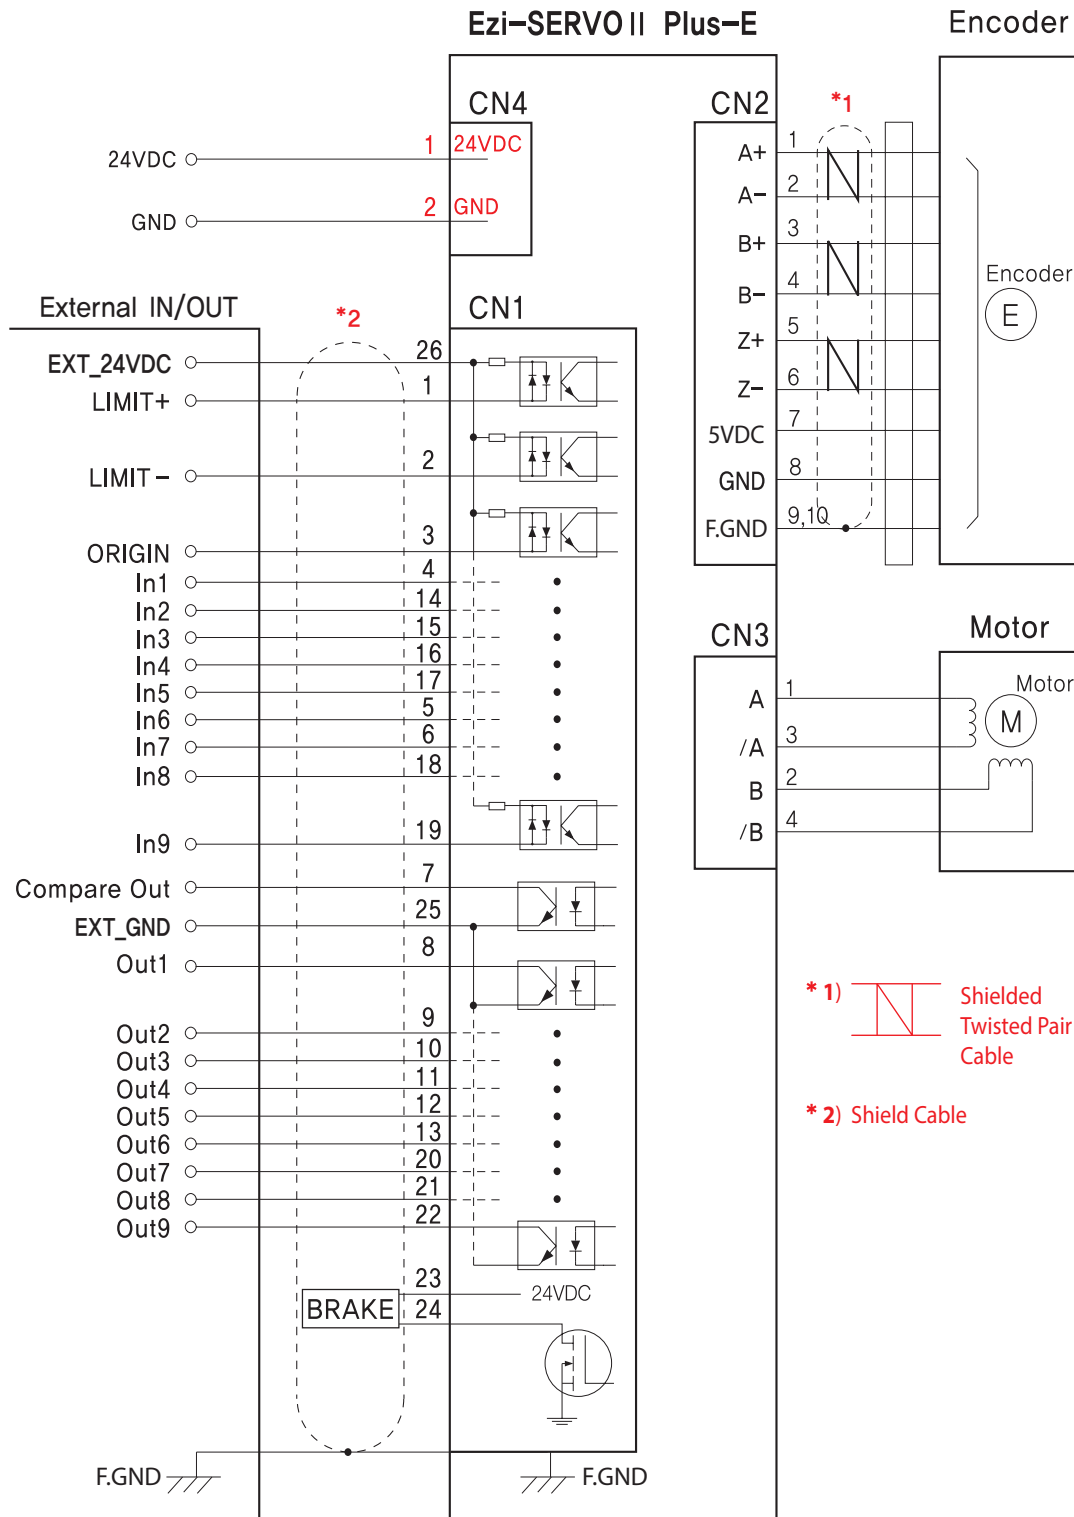 Ezi-SERVO II Plus-E
Encoder
CN4
24VDC
1 24VDC
GND
2 GND
CN2
*1
A+ 1
A- 2
B+ 3
B- 4
Z+ 5
Z- 6
5VDC 7
GND 8
F.GND 9,10
Encoder
E
External IN/OUT
*2
CN1
EXT_24VDC 26
LIMIT+ 1
LIMIT- 2
ORIGIN 3
In1 4
In2 14
In3 15
In4 16
In5 17
In6 5
In7 6
In8 18
In9 19
Compare Out 7
EXT_GND 25
Out1 8
Out2 9
Out3 10
Out4 11
Out5 12
Out6 13
Out7 20
Out8 21
Out9 22
23 24VDC
BRAKE 24
F.GND
F.GND
CN3
Motor
A 1
/A 3
B 2
/B 4
Motor
M
* 1) Shielded
Twisted Pair
Cable
* 2) Shield Cable